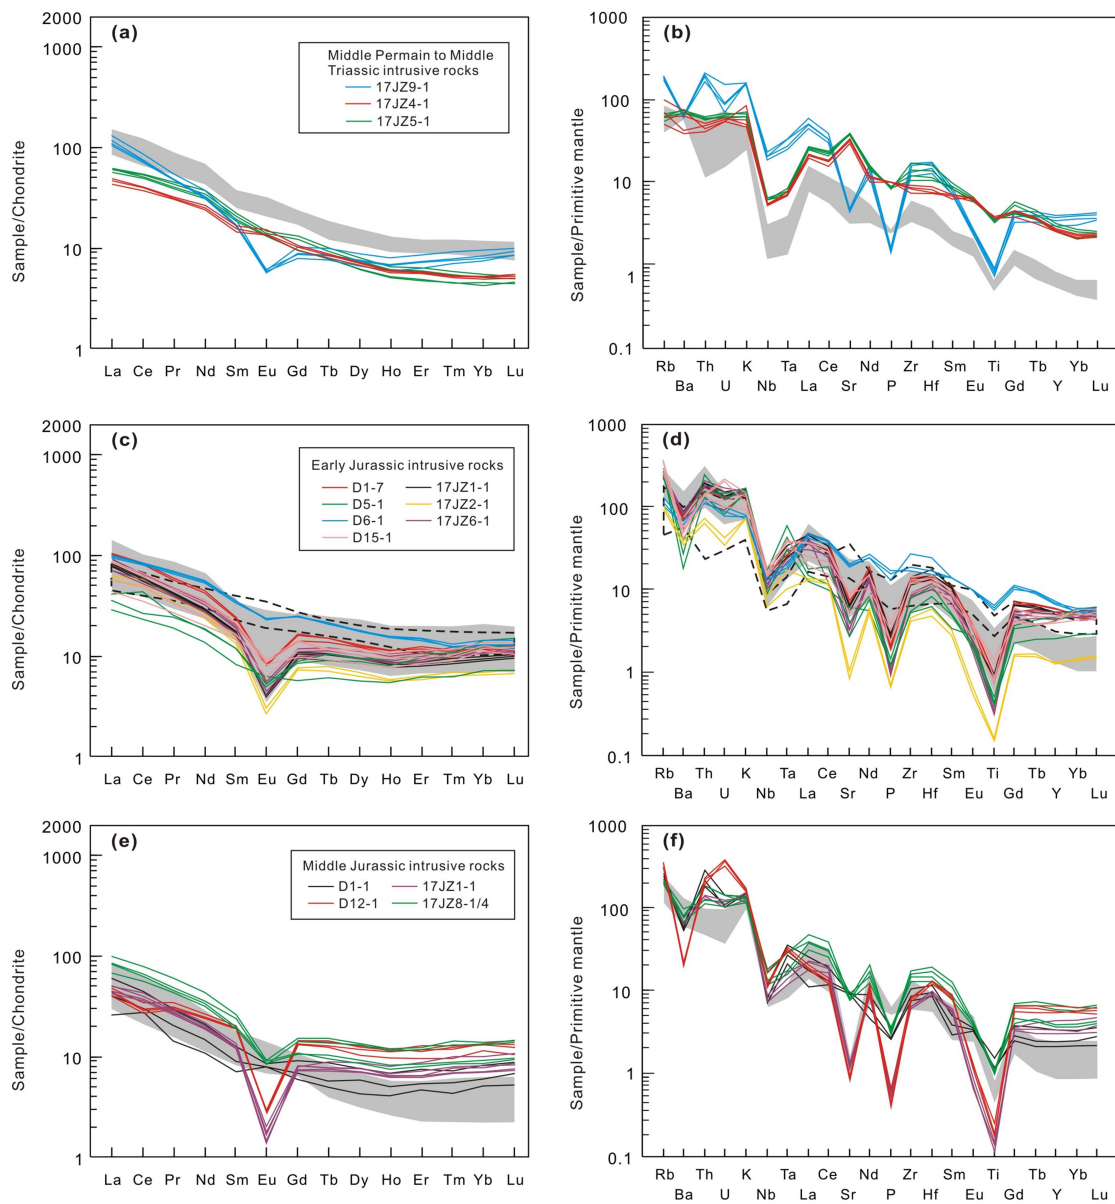 (a)
2000
1000
100
10
1
Sample/Chondrite
Middle Permain to Middle
Triassic intrusive rocks
17JZ9-1
17JZ4-1
17JZ5-1
La Ce Pr Nd Sm Eu Gd Tb Dy Ho Er Tm Yb Lu
(b)
1000
100
10
1
0.1
Sample/Primitive mantle
Rb Th K Ta Ce Nd Zr Sm Ti Tb Yb
Ba U Nb La Sr P Hf Eu Gd Y Lu
(c)
2000
1000
100
10
1
Sample/Chondrite
Early Jurassic intrusive rocks
D1-7 17JZ1-1
D5-1 17JZ2-1
D6-1 17JZ6-1
D15-1
La Ce Pr Nd Sm Eu Gd Tb Dy Ho Er Tm Yb Lu
(d)
1000
100
10
1
0.1
Sample/Primitive mantle
Rb Th K Ta Ce Nd Zr Sm Ti Tb Yb
Ba U Nb La Sr P Hf Eu Gd Y Lu
(e)
2000
1000
100
10
1
Sample/Chondrite
Middle Jurassic intrusive rocks
D1-1 17JZ1-1
D12-1 17JZ8-1/4
La Ce Pr Nd Sm Eu Gd Tb Dy Ho Er Tm Yb Lu
(f)
1000
100
10
1
0.1
Sample/Primitive mantle
Rb Th K Ta Ce Nd Zr Sm Ti Tb Yb
Ba U Nb La Sr P Hf Eu Gd Y Lu